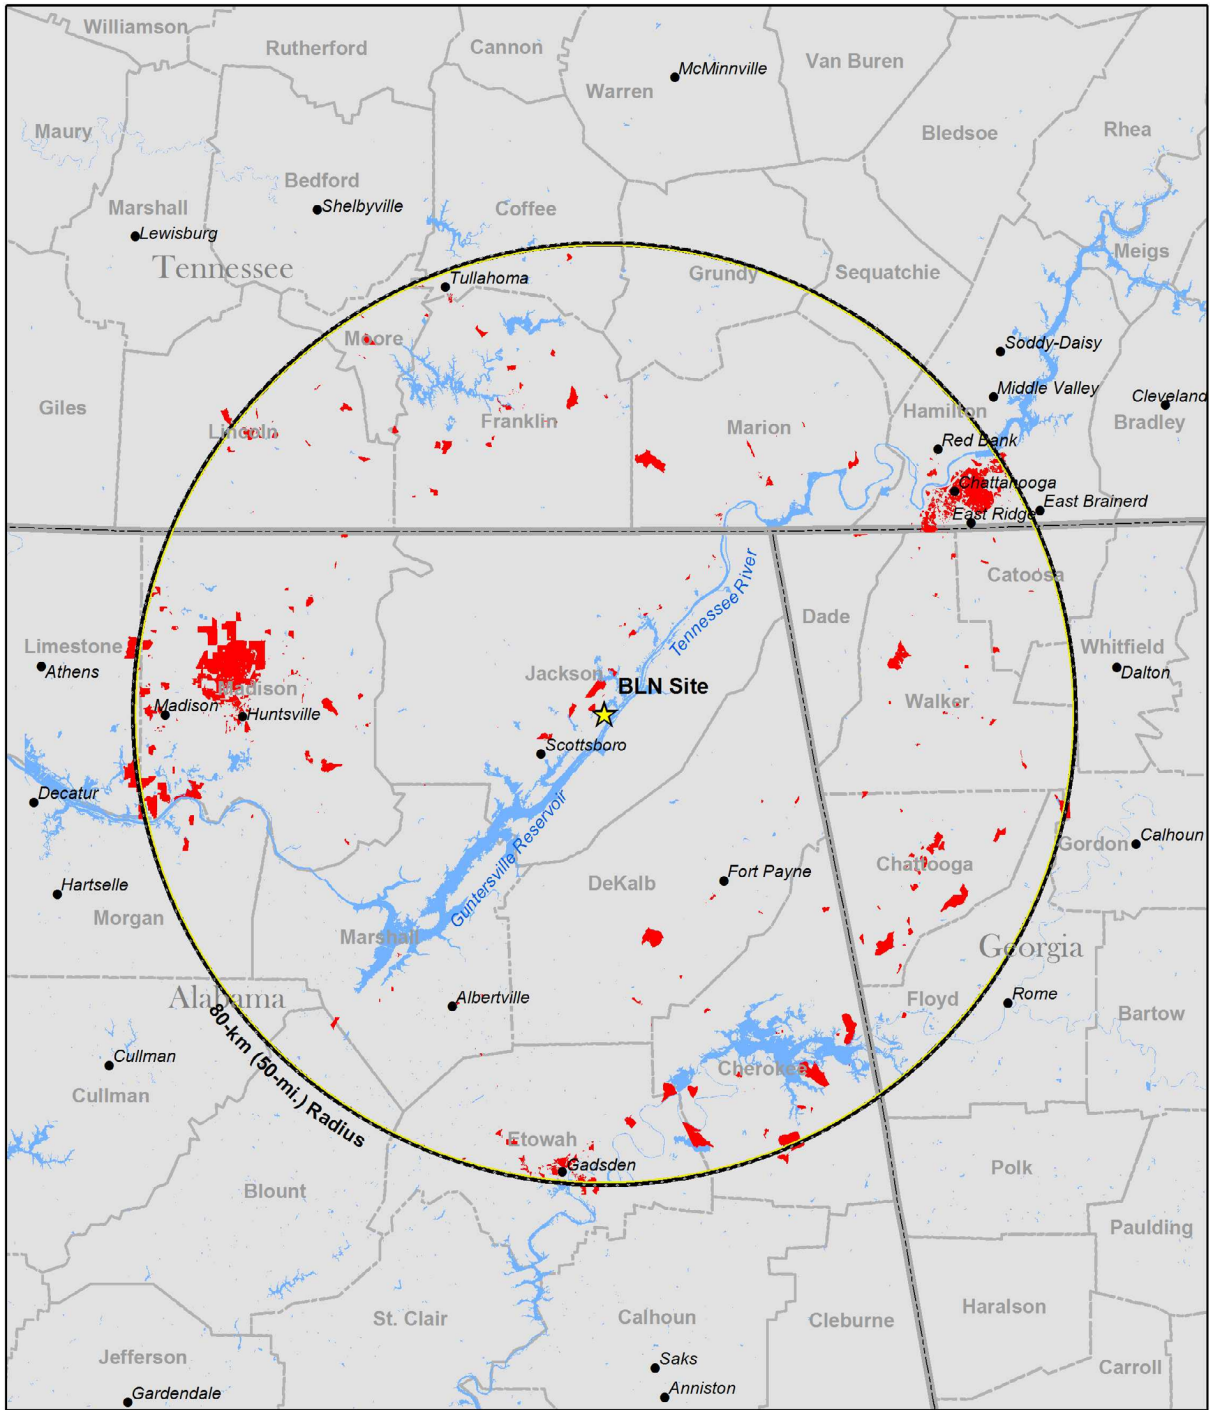 Williamson
Rutherford
Cannon
Van Buren
McMinnville
Warren
Maury
Bledsoe
Rhea
Bedford
Shelbyville
Marshall
Coffee
Lewisburg
Meigs
Tennessee
Grundy
Sequatchie
Tullahoma
Moore
Soddy-Daisy
Middle Valley
Cleveland
Giles
Hamilton
Bradley
Lincoln
Franklin
Marion
Red Bank
Chattanooga
East Brainerd
East Ridge
Catoosa
Tennessee River
Dade
Limestone
Whitfield
Athens
Jackson
Dalton
BLN Site
Madison
Walker
Madison
Huntsville
Scottsboro
Decatur
Guntersville Reservoir
Calhoun
Gordon
Chattooga
Fort Payne
DeKalb
Hartselle
Morgan
Marshall
Georgia
Alabama
Albertville
Floyd
Rome
Bartow
80-km (50-mi.) Radius
Cullman
Cherokee
Cullman
Etowah
Gadsden
Polk
Blount
Paulding
Haralson
St. Clair
Calhoun
Cleburne
Jefferson
Saks
Carroll
Gardendale
Anniston